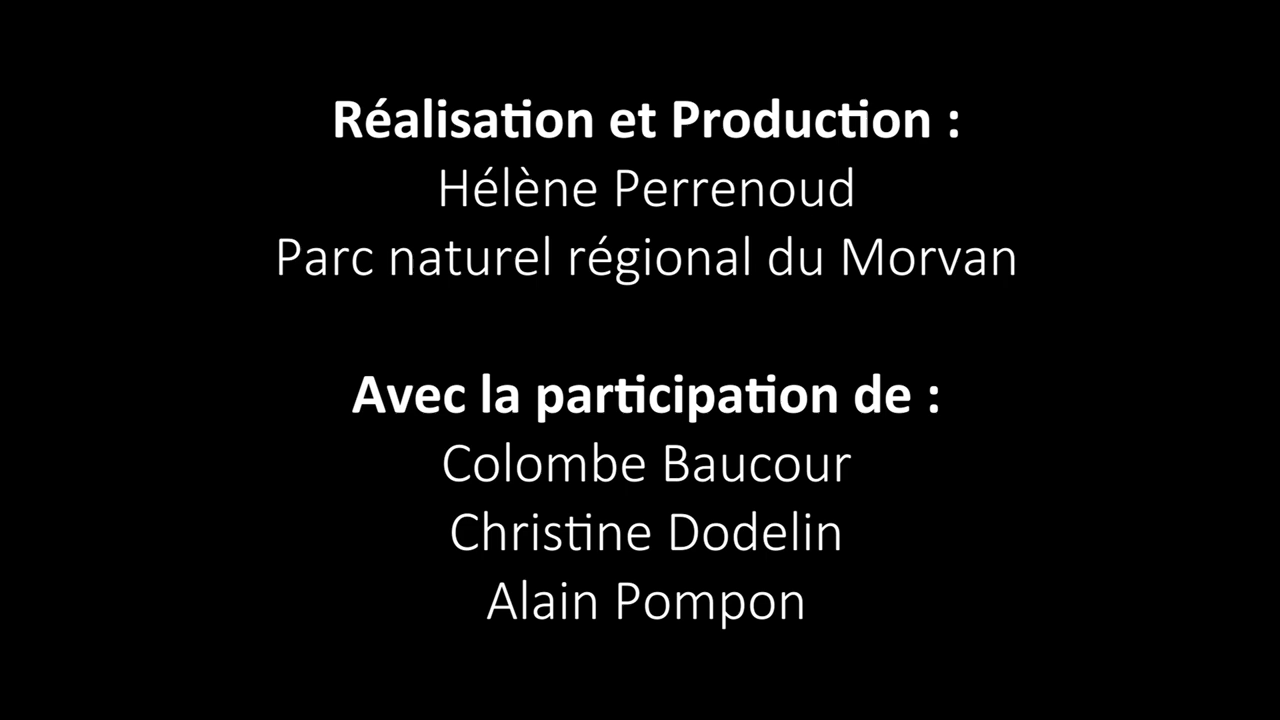 Réalisation et Production :
Hélène Perrenoud
Parc naturel régional du Morvan
Avec la participation de :
Colombe Baucour
Christine Dodelin
Alain Pompon